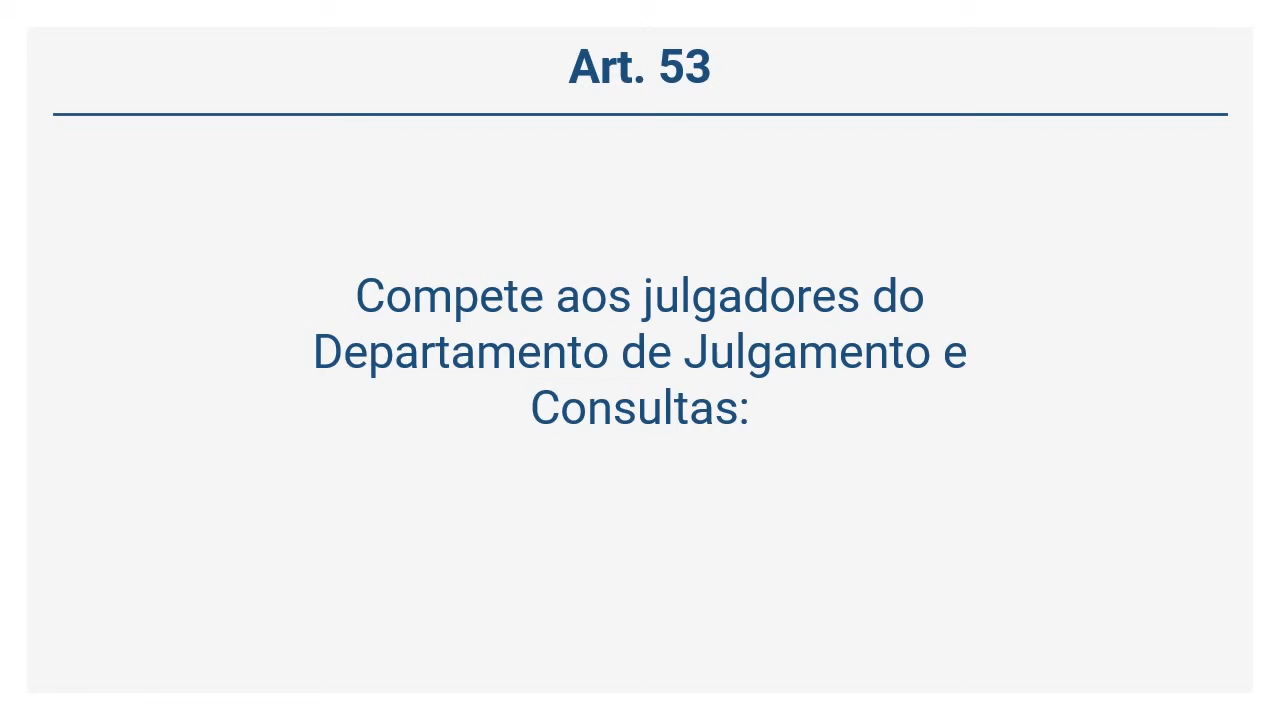 Art. 53
Compete aos julgadores do
Departamento de Julgamento e
Consultas: